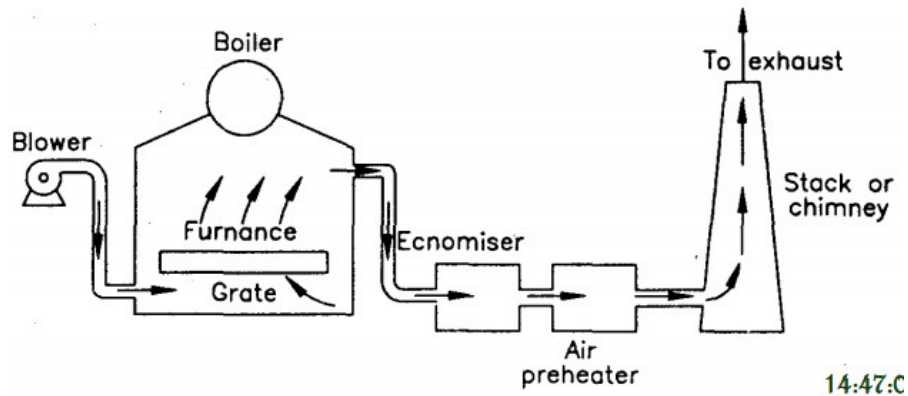 Boiler
To exhaust
Blower
Stack or
chimney
Furnance
Ecnomiser
Grate
Air
preheater
14:47:0